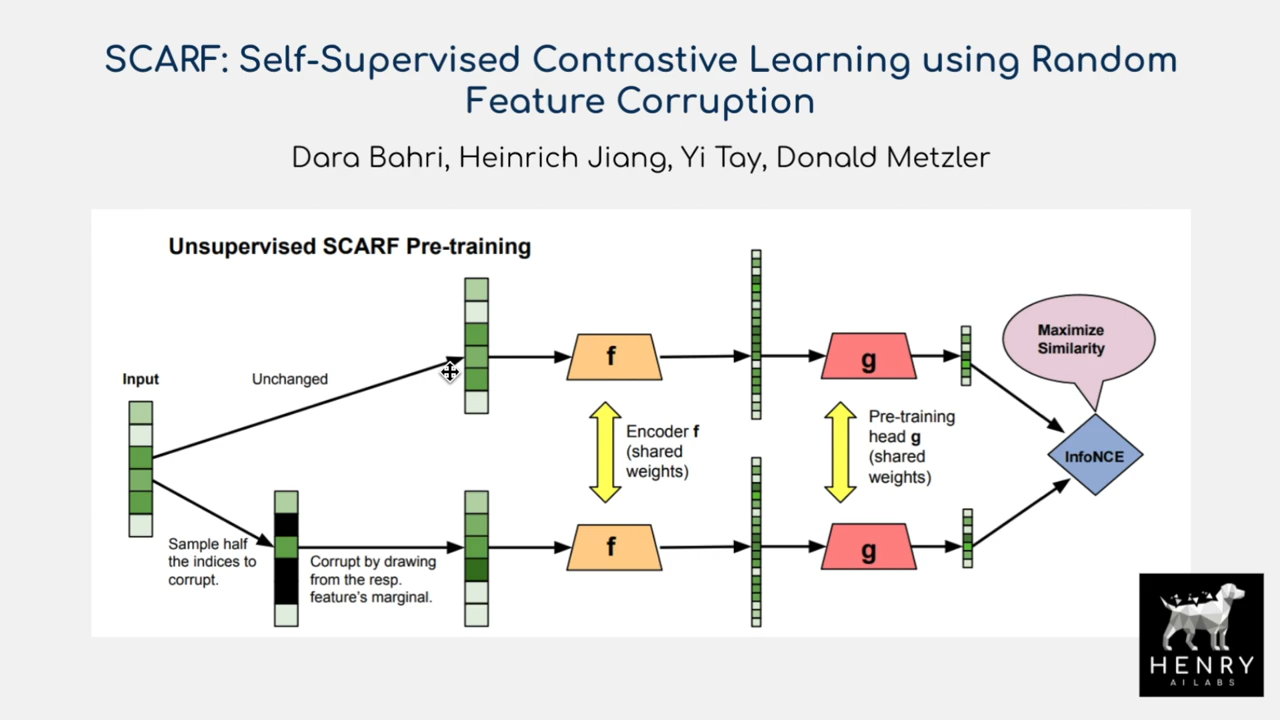 SCARF: Self-Supervised Contrastive Learning using Random
Feature Corruption
Dara Bahri, Heinrich Jiang, Yi Tay, Donald Metzler
Unsupervised SCARF Pre-training
Input
Unchanged
Sample half
the indices to
corrupt.
Corrupt by drawing
from the resp.
feature's marginal.
f
f
Encoder f
(shared
weights)
g
g
Pre-training
head g
(shared
weights)
Maximize
Similarity
InfoNCE
HENRY
AI LABS